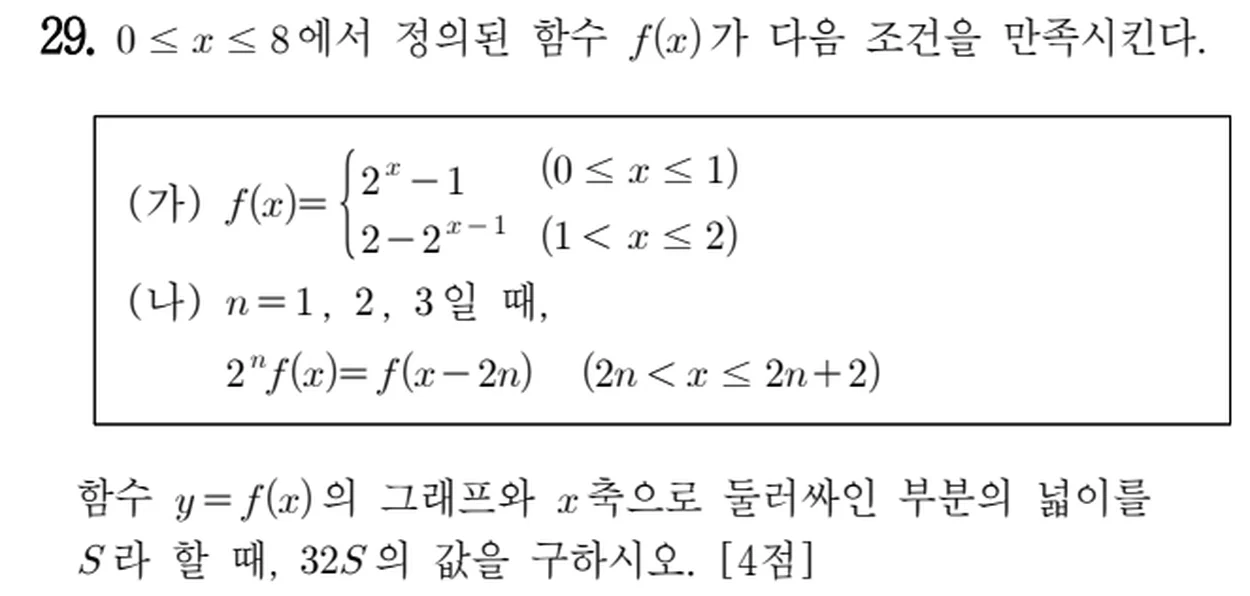 29. 0 ≤ x ≤ 8에서 정의된 함수 f(x)가 다음 조건을 만족시킨다.
(가) f(x)= { 2^x − 1 (0 ≤ x ≤ 1)
2 − 2^(x−1) (1 < x ≤ 2)
(나) n = 1, 2, 3일 때,
2^n f(x) = f(x − 2n) (2n < x ≤ 2n+2)
함수 y = f(x)의 그래프와 x축으로 둘러싸인 부분의 넓이를
S라 할 때, 32S의 값을 구하시오. [4점]